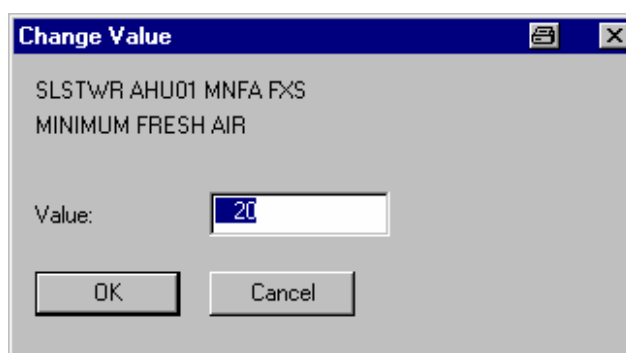 Change Value
SLSTWR AHU01 MNFA FXS
MINIMUM FRESH AIR
Value: 20
OK Cancel